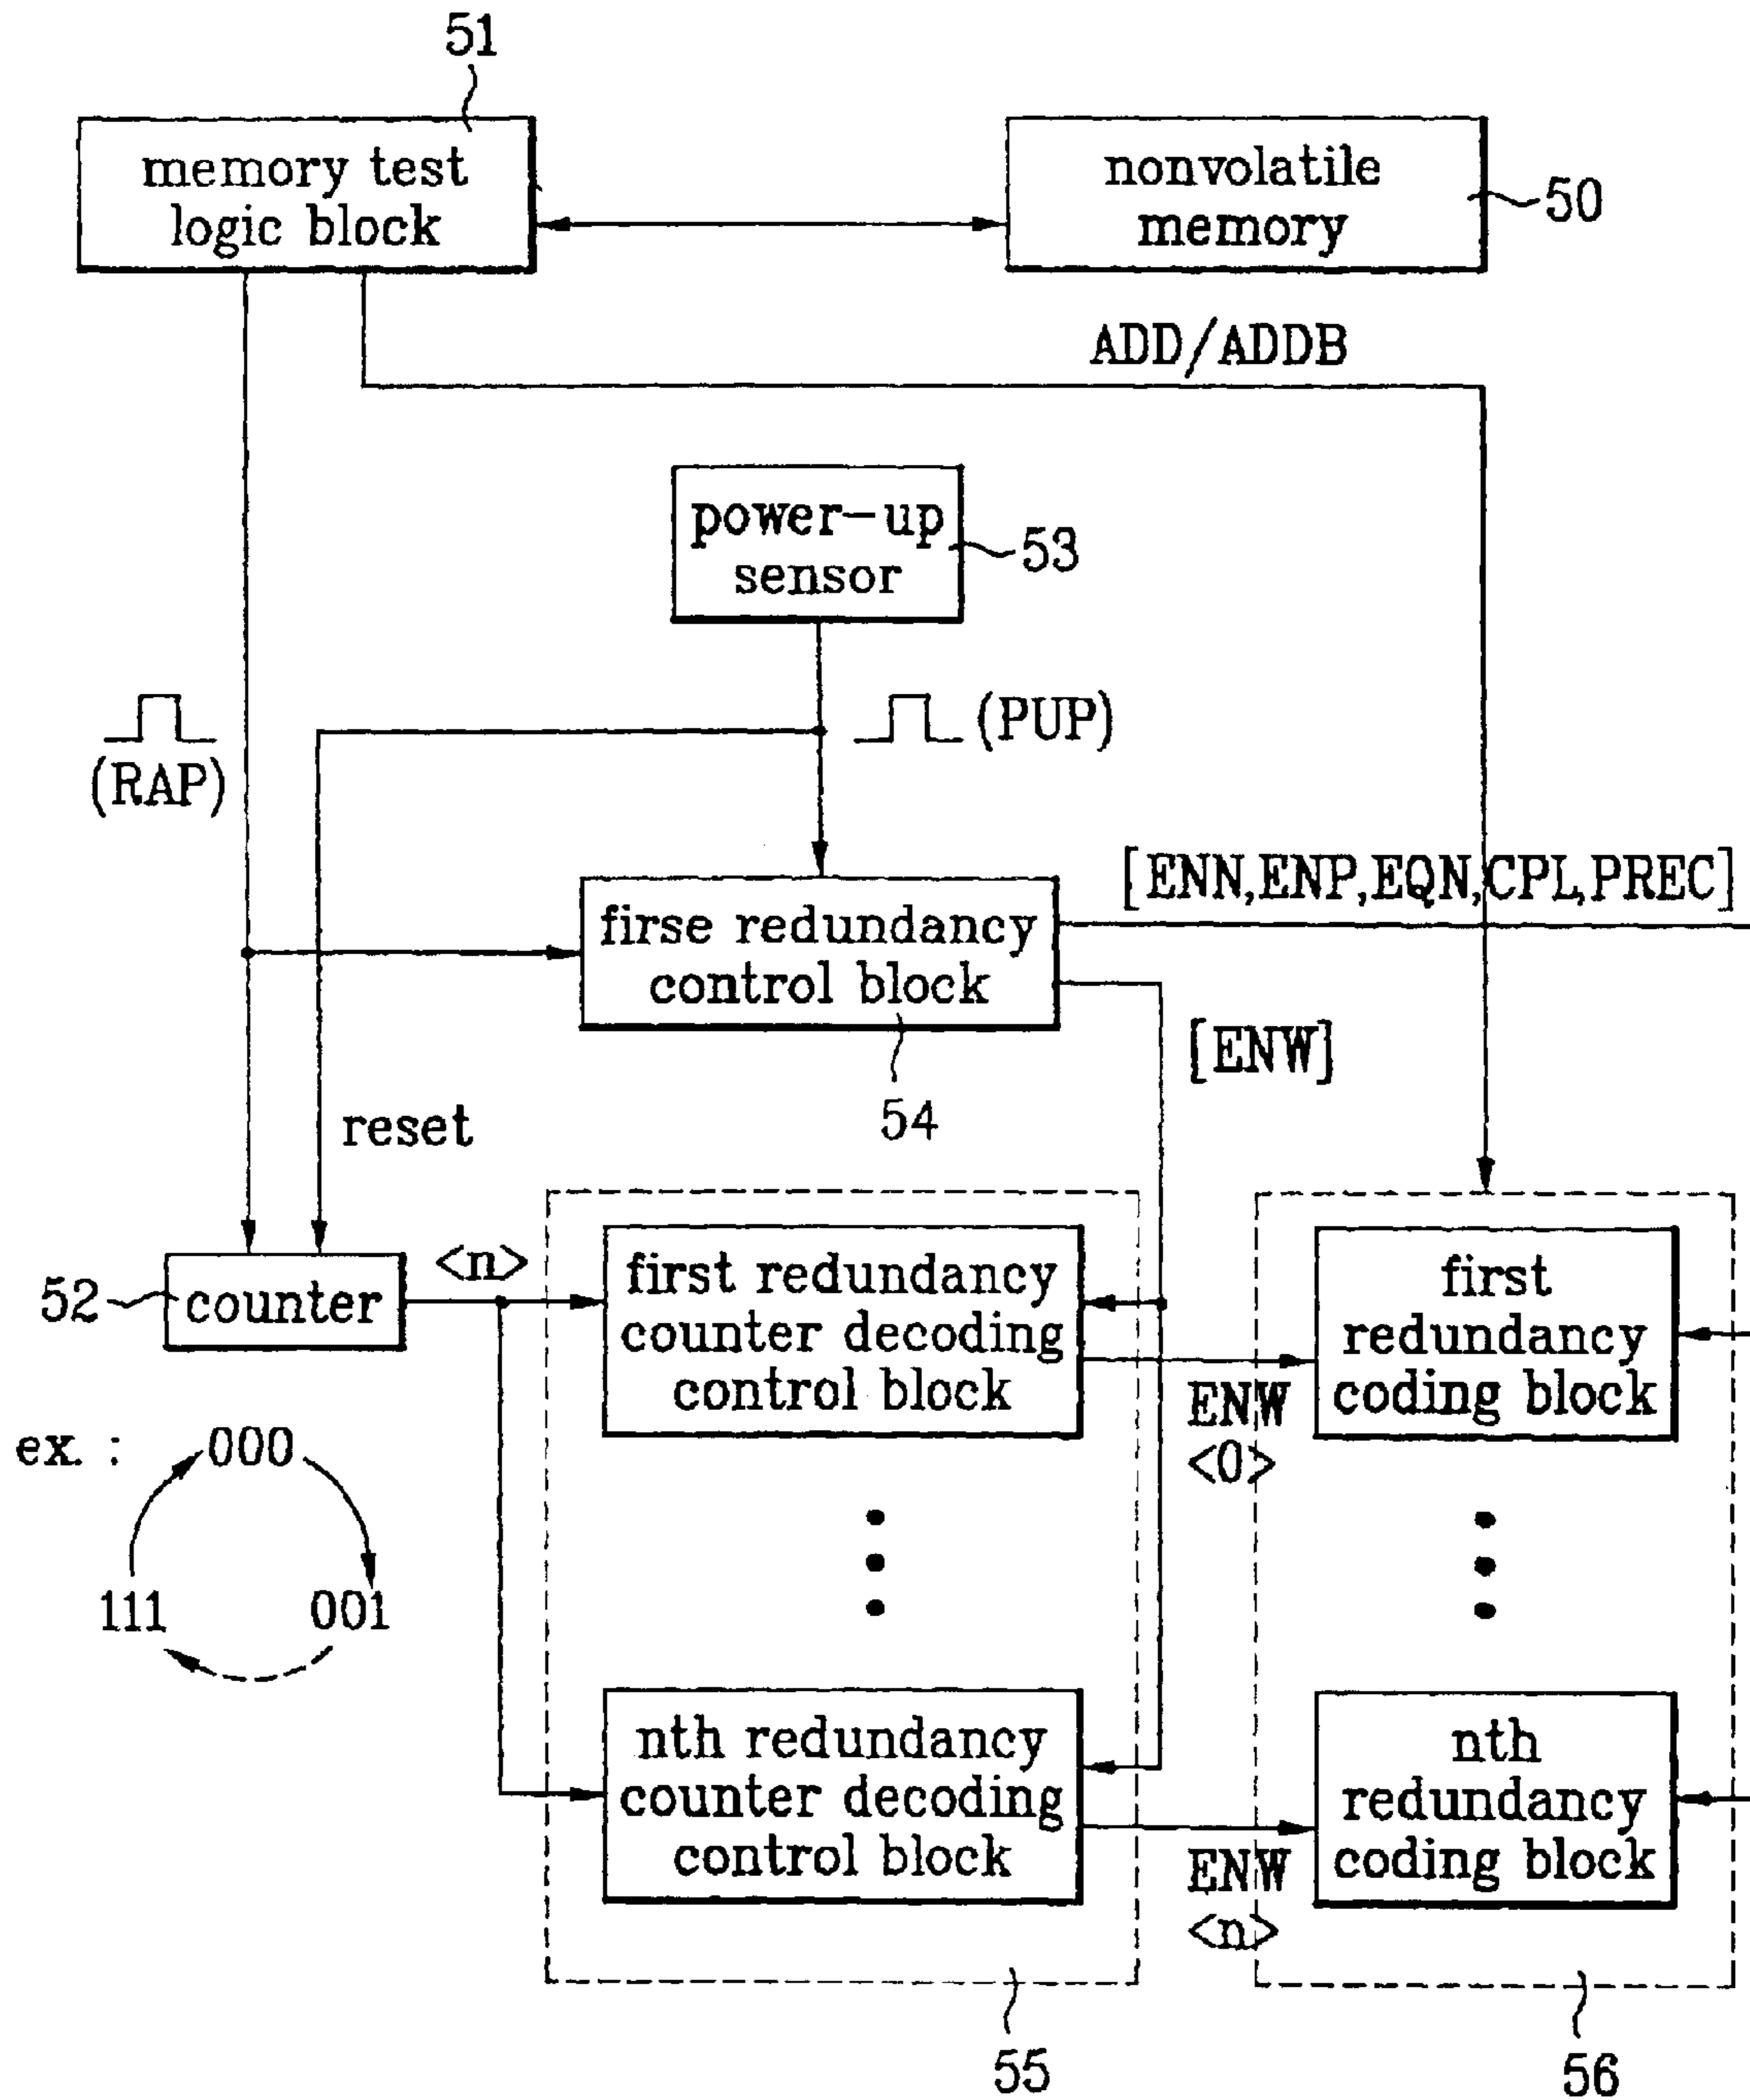 51
memory test
logic block
nonvolatile
memory
50
ADD/ADDB
power-up
sensor
53
(RAP)
(PUP)
[ENN,ENP,EQN,CPL,PREC]
firse redundancy
control block
[ENW]
54
reset
52
counter
<n>
first redundancy
counter decoding
control block
first
redundancy
coding block
ENW
<0>
ex. :
000
111
001
nth redundancy
counter decoding
control block
nth
redundancy
coding block
ENW
<n>
55
56